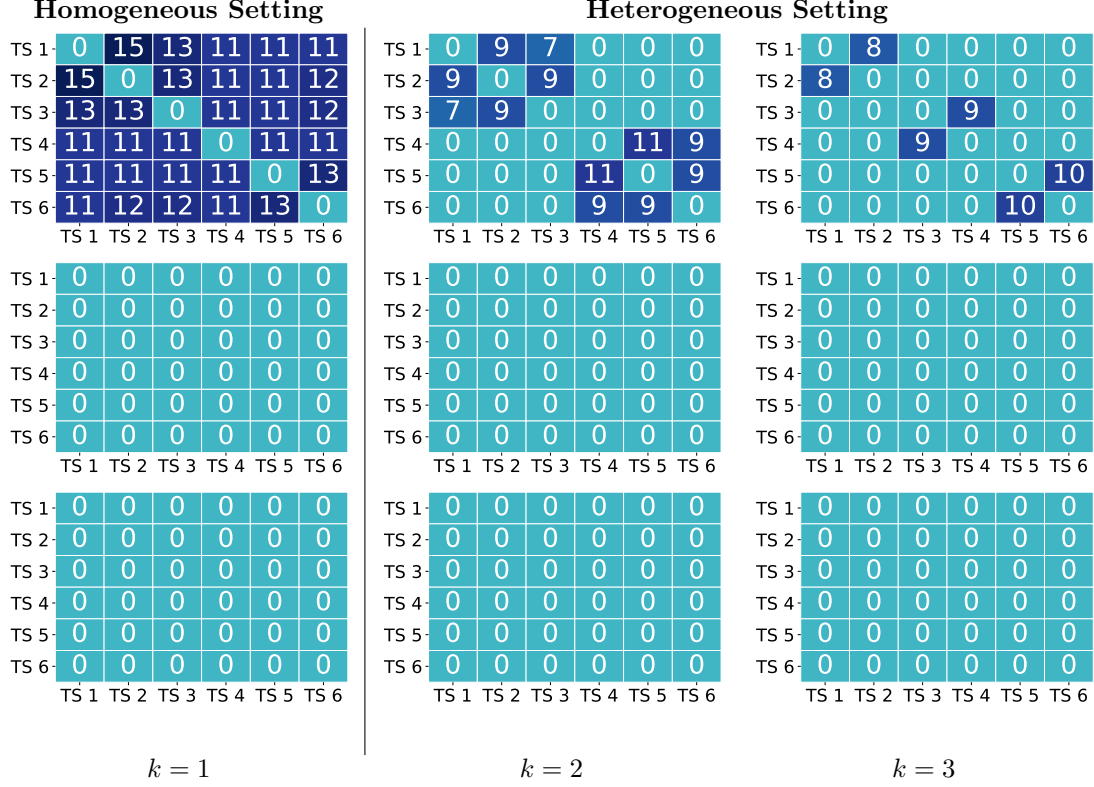 Homogeneous Setting Heterogeneous Setting
TS 1 0 15 13 11 11 11 TS 1 0 9 7 0 0 0 TS 1 0 8 0 0 0 0
TS 2 15 0 13 11 11 12 TS 2 9 0 9 0 0 0 TS 2 8 0 0 0 0 0
TS 3 13 13 0 11 11 12 TS 3 7 9 0 0 0 0 TS 3 0 0 0 9 0 0
TS 4 11 11 11 0 11 11 TS 4 0 0 0 0 11 9 TS 4 0 0 9 0 0 0
TS 5 11 11 11 11 0 13 TS 5 0 0 0 11 0 9 TS 5 0 0 0 0 0 10
TS 6 11 12 12 11 13 0 TS 6 0 0 0 9 9 0 TS 6 0 0 0 0 10 0
TS 1 TS 2 TS 3 TS 4 TS 5 TS 6 TS 1 TS 2 TS 3 TS 4 TS 5 TS 6 TS 1 TS 2 TS 3 TS 4 TS 5 TS 6
TS 1 0 0 0 0 0 0 TS 1 0 0 0 0 0 0 TS 1 0 0 0 0 0 0
TS 2 0 0 0 0 0 0 TS 2 0 0 0 0 0 0 TS 2 0 0 0 0 0 0
TS 3 0 0 0 0 0 0 TS 3 0 0 0 0 0 0 TS 3 0 0 0 0 0 0
TS 4 0 0 0 0 0 0 TS 4 0 0 0 0 0 0 TS 4 0 0 0 0 0 0
TS 5 0 0 0 0 0 0 TS 5 0 0 0 0 0 0 TS 5 0 0 0 0 0 0
TS 6 0 0 0 0 0 0 TS 6 0 0 0 0 0 0 TS 6 0 0 0 0 0 0
TS 1 TS 2 TS 3 TS 4 TS 5 TS 6 TS 1 TS 2 TS 3 TS 4 TS 5 TS 6 TS 1 TS 2 TS 3 TS 4 TS 5 TS 6
TS 1 0 0 0 0 0 0 TS 1 0 0 0 0 0 0 TS 1 0 0 0 0 0 0
TS 2 0 0 0 0 0 0 TS 2 0 0 0 0 0 0 TS 2 0 0 0 0 0 0
TS 3 0 0 0 0 0 0 TS 3 0 0 0 0 0 0 TS 3 0 0 0 0 0 0
TS 4 0 0 0 0 0 0 TS 4 0 0 0 0 0 0 TS 4 0 0 0 0 0 0
TS 5 0 0 0 0 0 0 TS 5 0 0 0 0 0 0 TS 5 0 0 0 0 0 0
TS 6 0 0 0 0 0 0 TS 6 0 0 0 0 0 0 TS 6 0 0 0 0 0 0
TS 1 TS 2 TS 3 TS 4 TS 5 TS 6 TS 1 TS 2 TS 3 TS 4 TS 5 TS 6 TS 1 TS 2 TS 3 TS 4 TS 5 TS 6
k = 1 k = 2 k = 3